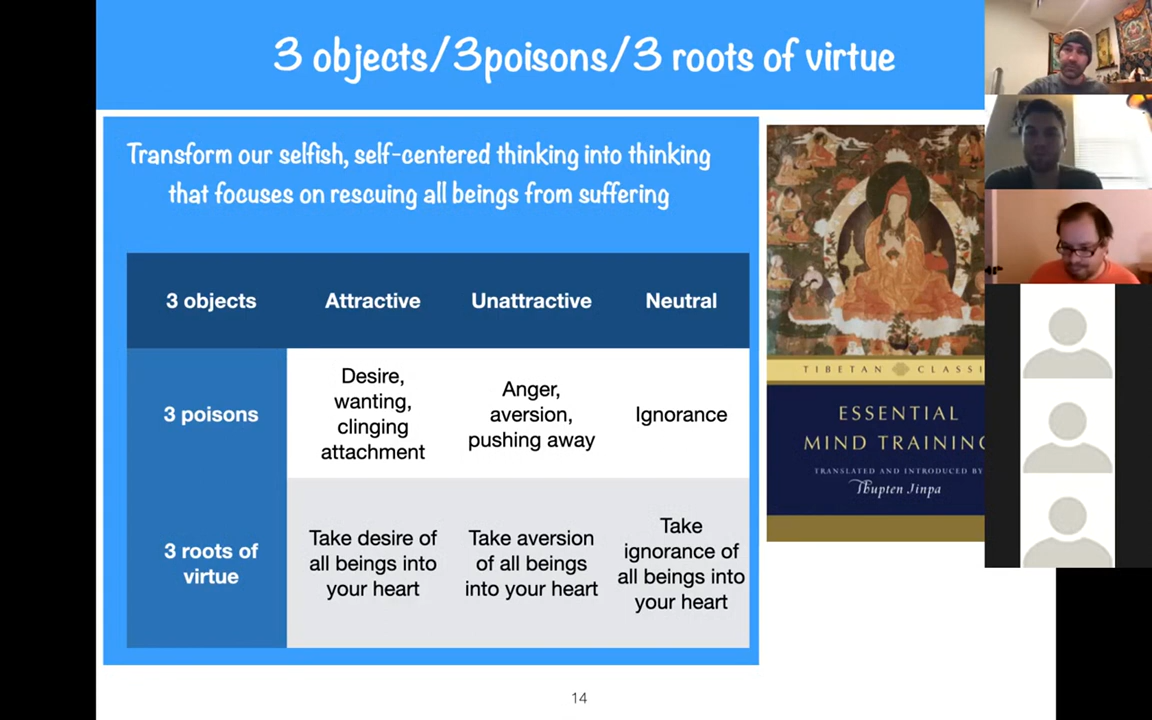 3 objects/3poisons/3 roots of virtue
Transform our selfish, self-centered thinking into thinking
that focuses on rescuing all beings from suffering
3 objects
Attractive
Unattractive
Neutral
3 poisons
Desire,
wanting,
clinging
attachment
Anger,
aversion,
pushing away
Ignorance
3 roots of
virtue
Take desire of
all beings into
your heart
Take aversion
of all beings
into your heart
Take
ignorance of
all beings into
your heart
TIBETAN CLASSI
ESSENTIAL
MIND TRAINING
TRANSLATED AND INTRODUCED BY
Thupten Jinpa
14